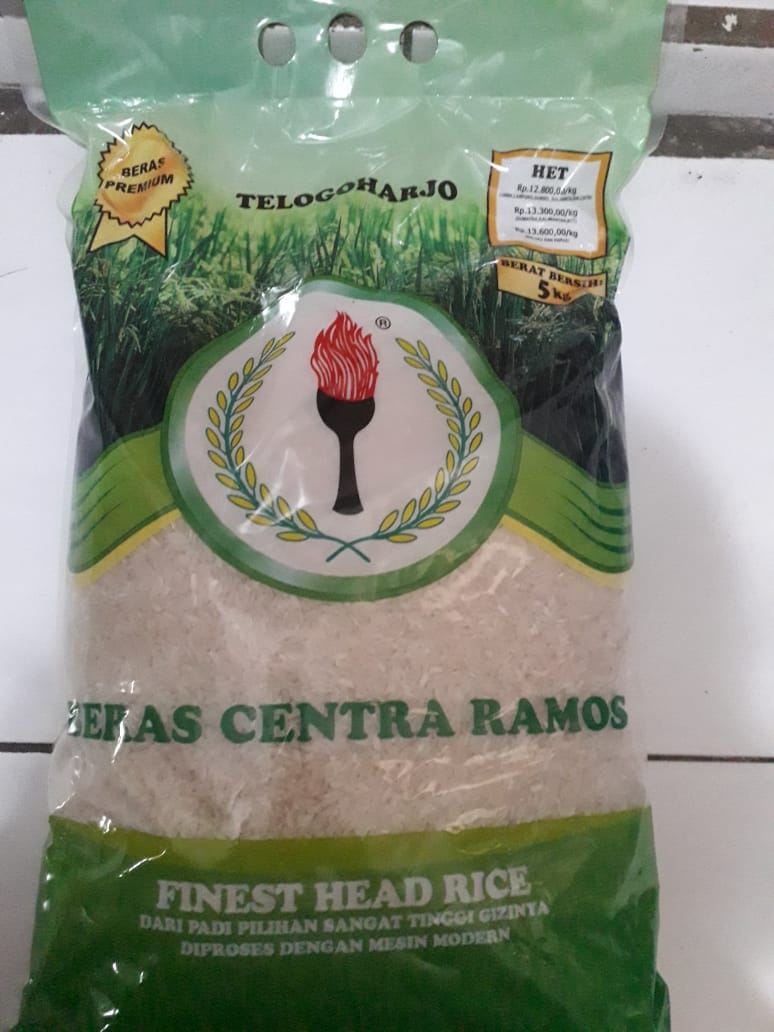 BERAS
PREMIUM
TELOGOHARJO
HET
Rp.12.800,00/kg
Rp.13.300,00/kg
Rp.13.600,00/kg
BERAT BERSIH:
5 kg
®
BERAS CENTRA RAMOS
FINEST HEAD RICE
DARI PADI PILIHAN SANGAT TINGGI GIZINYA
DIPROSES DENGAN MESIN MODERN